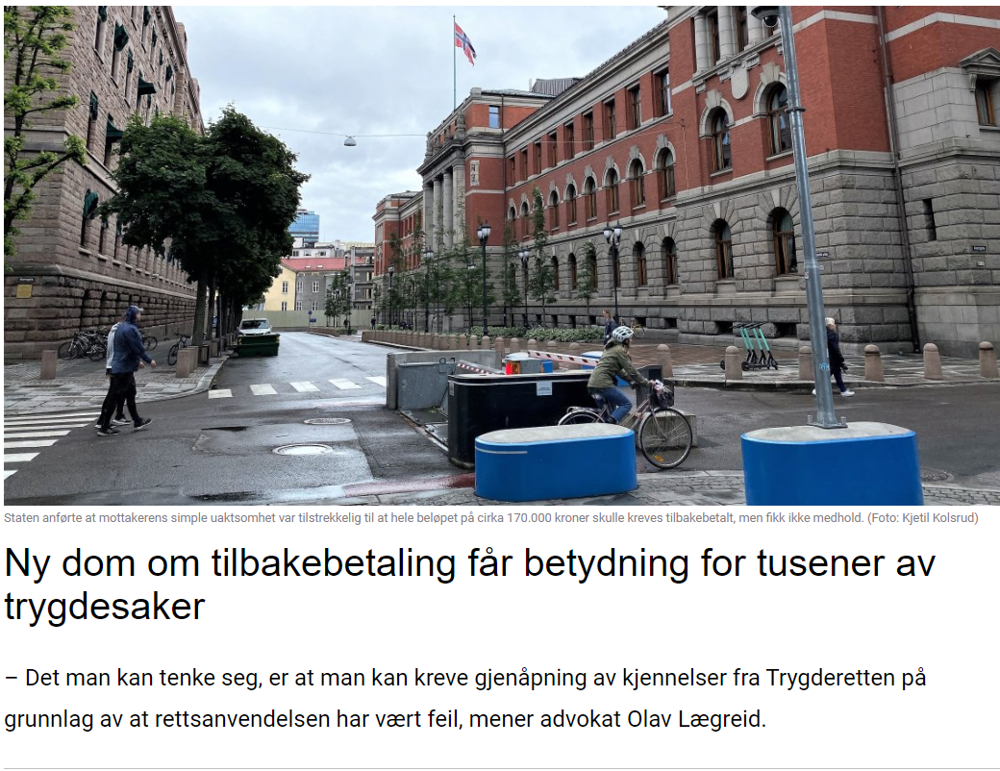 Staten anførte at mottakerens simple uaktsomhet var tilstrekkelig til at hele beløpet på cirka 170.000 kroner skulle kreves tilbakebetalt, men fikk ikke medhold. (Foto: Kjetil Kolsrud)
Ny dom om tilbakebetaling får betydning for tusener av
trygdesaker
– Det man kan tenke seg, er at man kan kreve gjenåpning av kjennelser fra Trygderetten på
grunnlag av at rettsanvendelsen har vært feil, mener advokat Olav Lægreid.